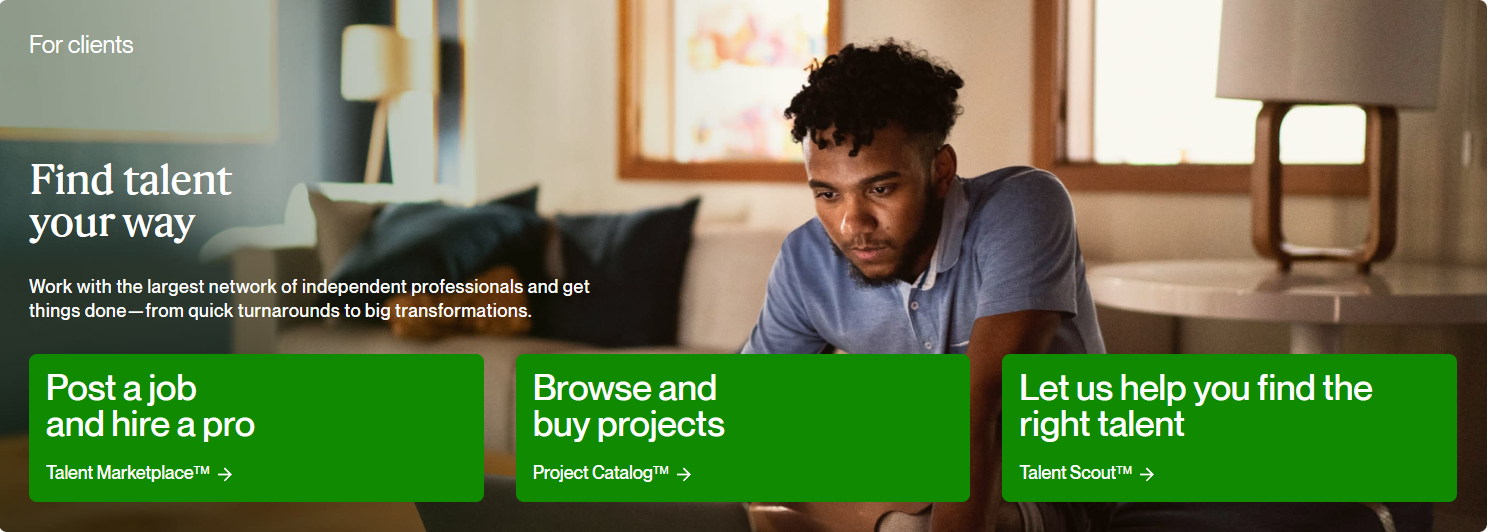 For clients
Find talent
your way
Work with the largest network of independent professionals and get
things done—from quick turnarounds to big transformations.
Post a job
and hire a pro
Talent Marketplace™ →
Browse and
buy projects
Project Catalog™ →
Let us help you find the
right talent
Talent Scout™ →